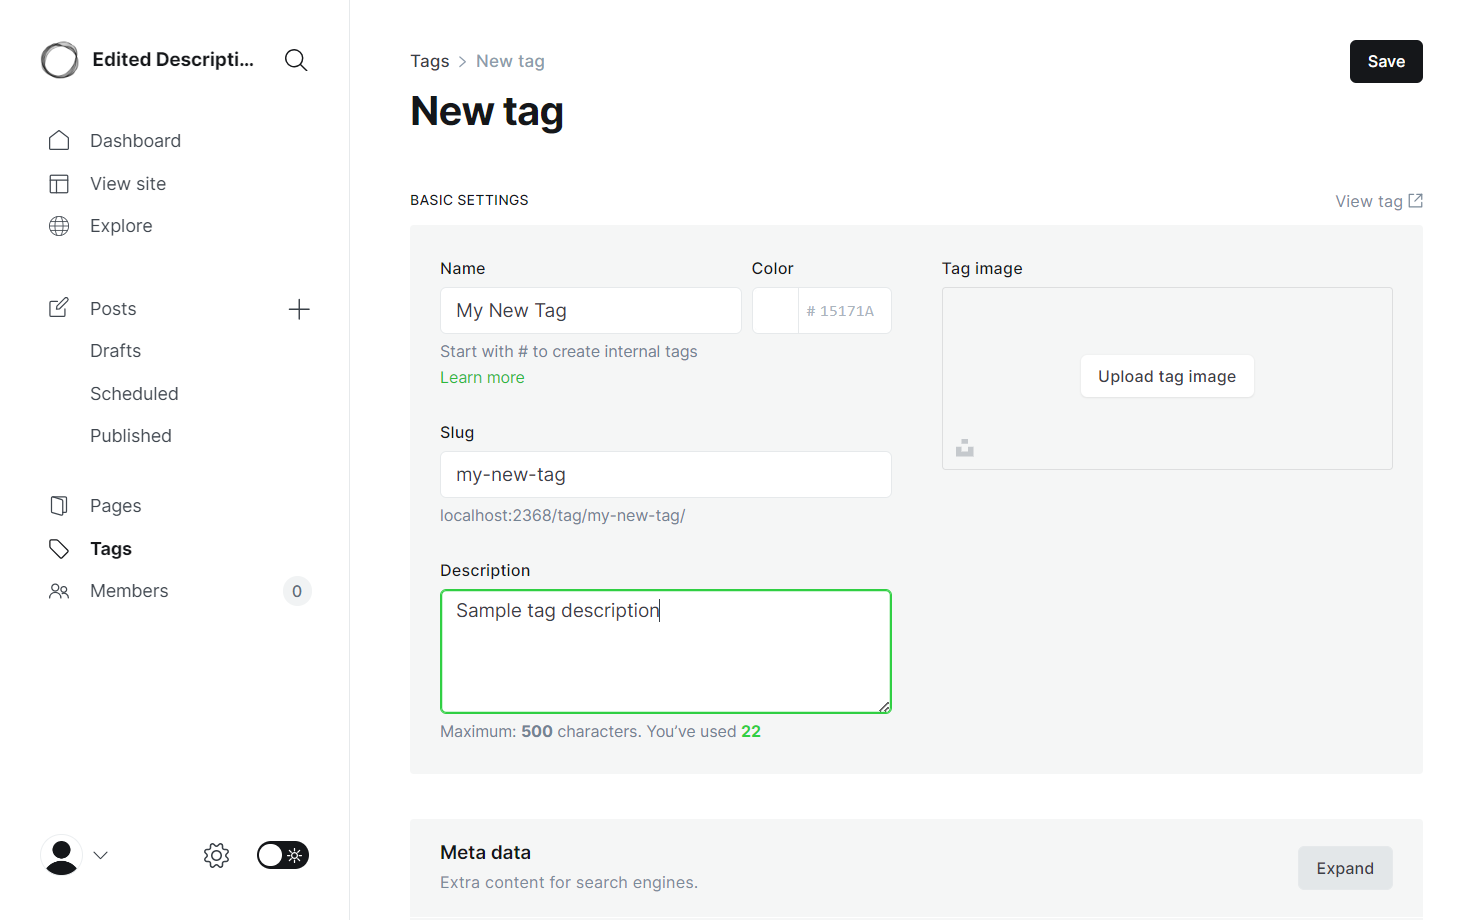 Edited Descripti...
Dashboard
View site
Explore
Posts
Drafts
Scheduled
Published
Pages
Tags
Members
0
Tags > New tag
Save
New tag
BASIC SETTINGS
View tag
Name
My New Tag
Start with # to create internal tags
Learn more
Color
# 15171A
Slug
my-new-tag
localhost:2368/tag/my-new-tag/
Description
Sample tag description
Maximum: 500 characters. You’ve used 22
Tag image
Upload tag image
Meta data
Extra content for search engines.
Expand